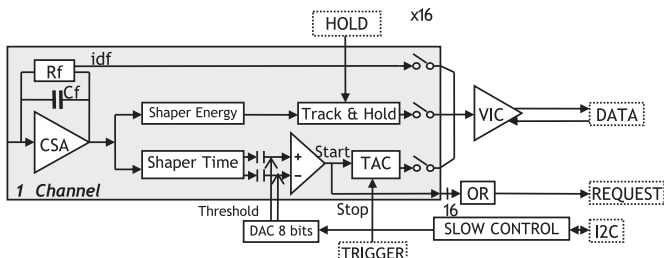 HOLD
x16
Rf
idf
Cf
CSA
Shaper Energy
Track & Hold
VIC
DATA
Shaper Time
+
−
Start
TAC
1 Channel
Threshold
Stop
16
OR
REQUEST
DAC 8 bits
SLOW CONTROL
I2C
TRIGGER